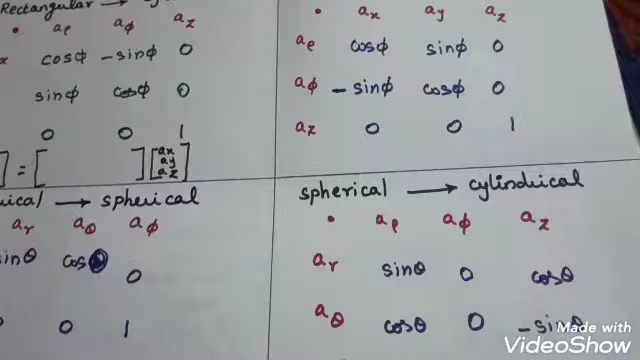 Rectangular →
• aρ aϕ az
x cosϕ -sinϕ 0
sinϕ cosϕ 0
0 0 1
] = [ ] [ax ay az]
• ax ay az
aρ cosϕ sinϕ 0
aϕ - sinϕ cosϕ 0
az 0 0 1
ical → spherical
ar aθ aϕ
sinθ cosθ 0
0 1
spherical → cylindrical
• aρ aϕ az
ar sinθ 0 cosθ
aθ cosθ 0 -sinθ
Made with
VideoShow